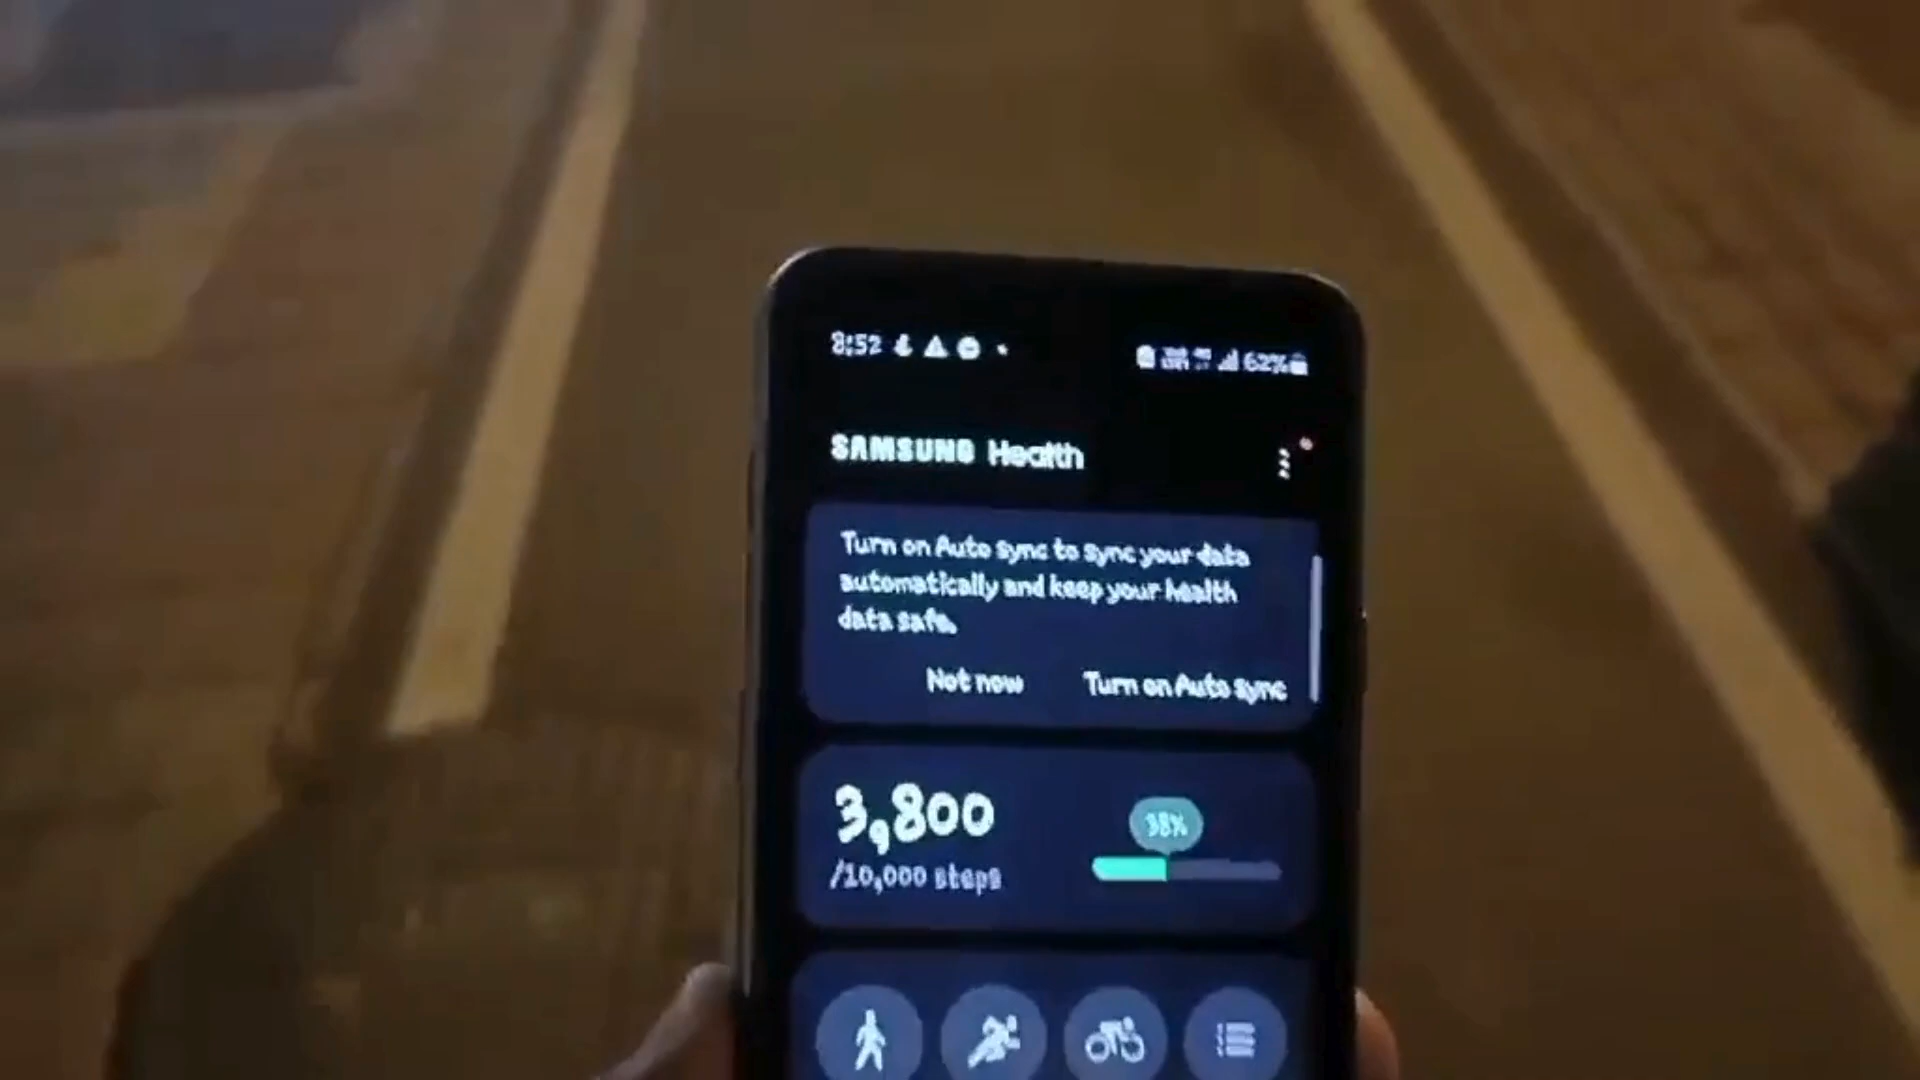 8:52
62%
SAMSUNG Health
Turn on Auto sync to sync your data
automatically and keep your health
data safe.
Not now
Turn on Auto sync
3,800
38%
/10,000 steps